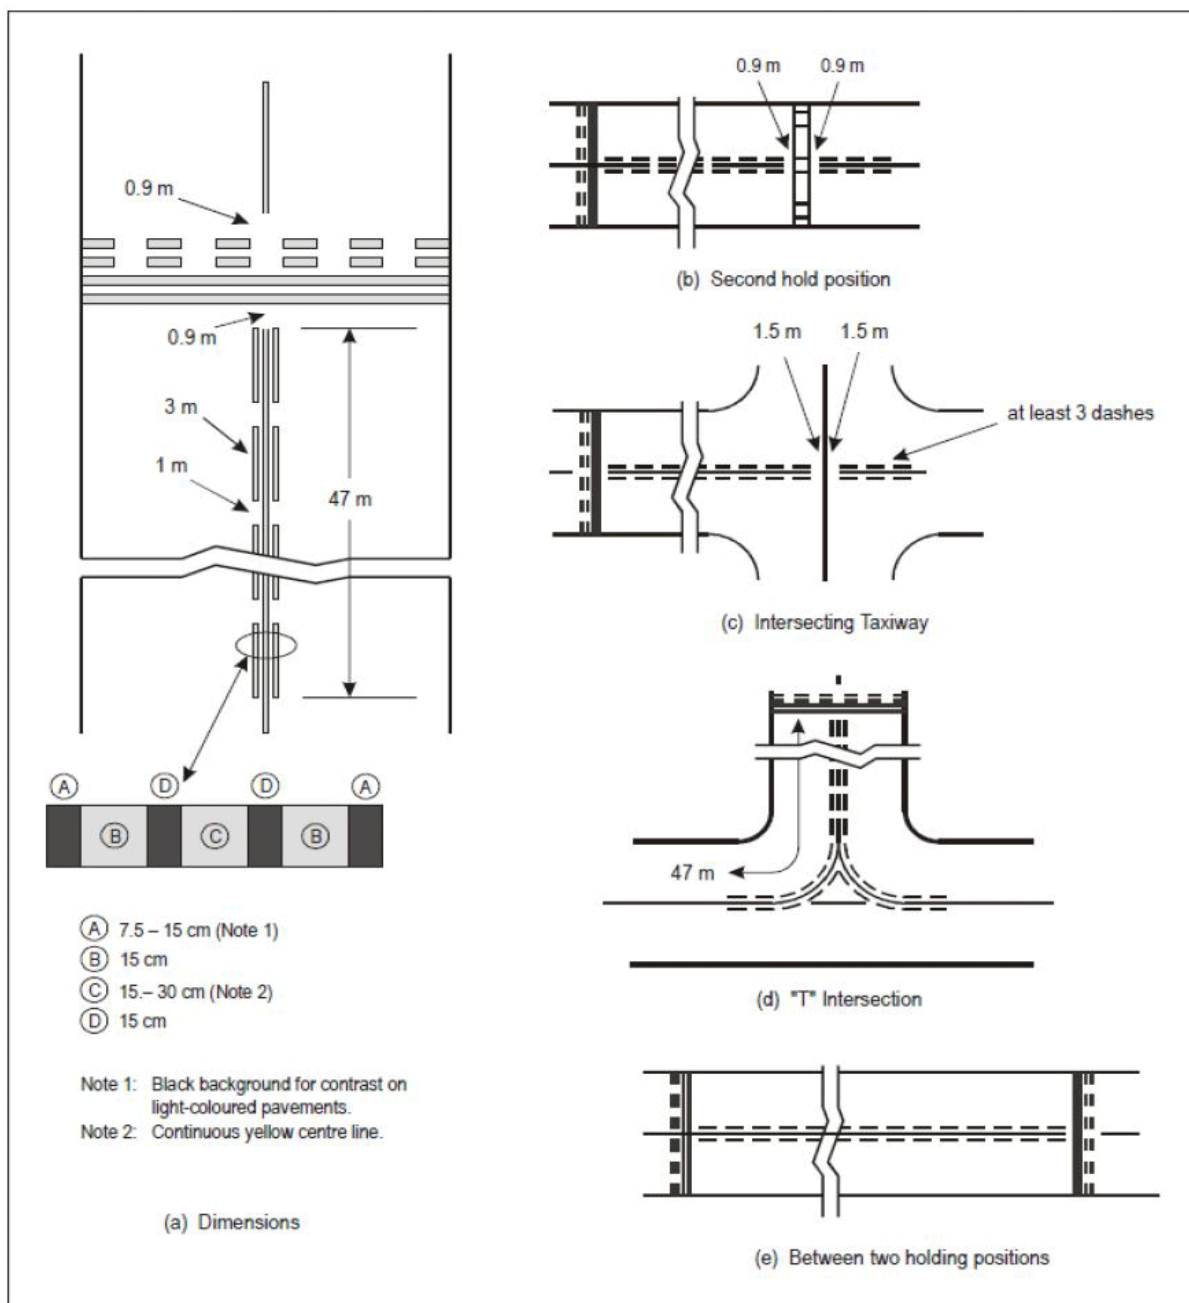 0.9 m
0.9 m
3 m
1 m
47 m
A D D A
B C B
A 7.5 – 15 cm (Note 1)
B 15 cm
C 15.– 30 cm (Note 2)
D 15 cm
Note 1: Black background for contrast on
light-coloured pavements.
Note 2: Continuous yellow centre line.
(a) Dimensions
0.9 m 0.9 m
(b) Second hold position
1.5 m 1.5 m
at least 3 dashes
(c) Intersecting Taxiway
47 m
(d) "T" Intersection
(e) Between two holding positions